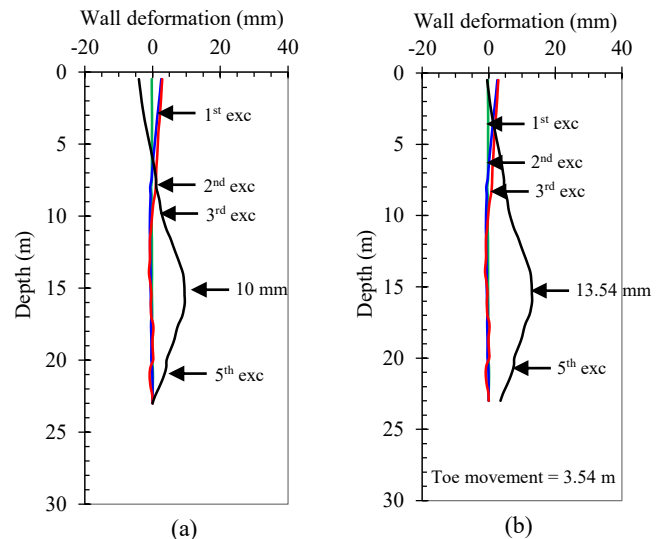 Wall deformation (mm)
-20 0 20 40
0
5
10
15
20
25
30
Depth (m)
1st exc
2nd exc
3rd exc
10 mm
5th exc
(a)
Wall deformation (mm)
-20 0 20 40
0
5
10
15
20
25
30
Depth (m)
1st exc
2nd exc
3rd exc
13.54 mm
5th exc
Toe movement = 3.54 m
(b)